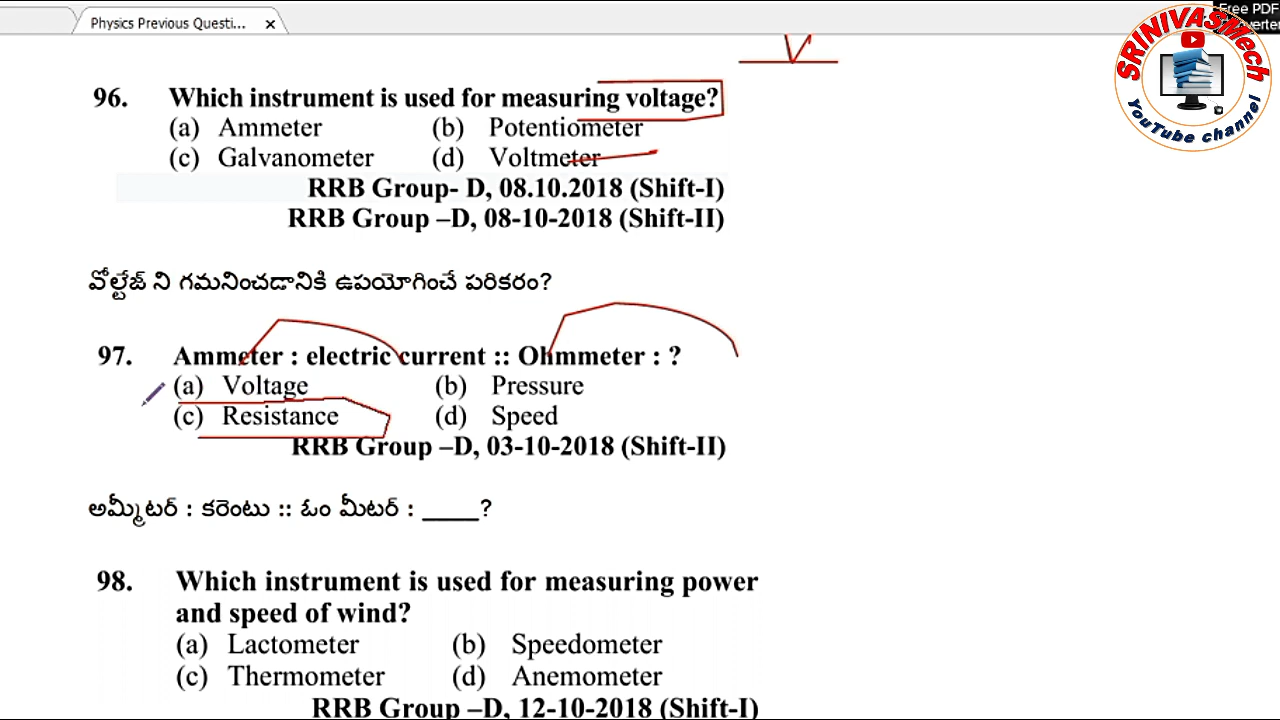 Physics Previous Questi... ×
Free PDF
SRINIVASMech
YouTube channel
V
96. Which instrument is used for measuring voltage?
(a) Ammeter (b) Potentiometer
(c) Galvanometer (d) Voltmeter
RRB Group- D, 08.10.2018 (Shift-I)
RRB Group –D, 08-10-2018 (Shift-II)
వోల్టేజ్ ని గమనించడానికి ఉపయోగించే పరికరం?
97. Ammeter : electric current :: Ohmmeter : ?
(a) Voltage (b) Pressure
(c) Resistance (d) Speed
RRB Group –D, 03-10-2018 (Shift-II)
అమ్మీటర్ : కరెంటు :: ఓం మీటర్ : _____?
98. Which instrument is used for measuring power
and speed of wind?
(a) Lactometer (b) Speedometer
(c) Thermometer (d) Anemometer
RRB Group –D, 12-10-2018 (Shift-I)